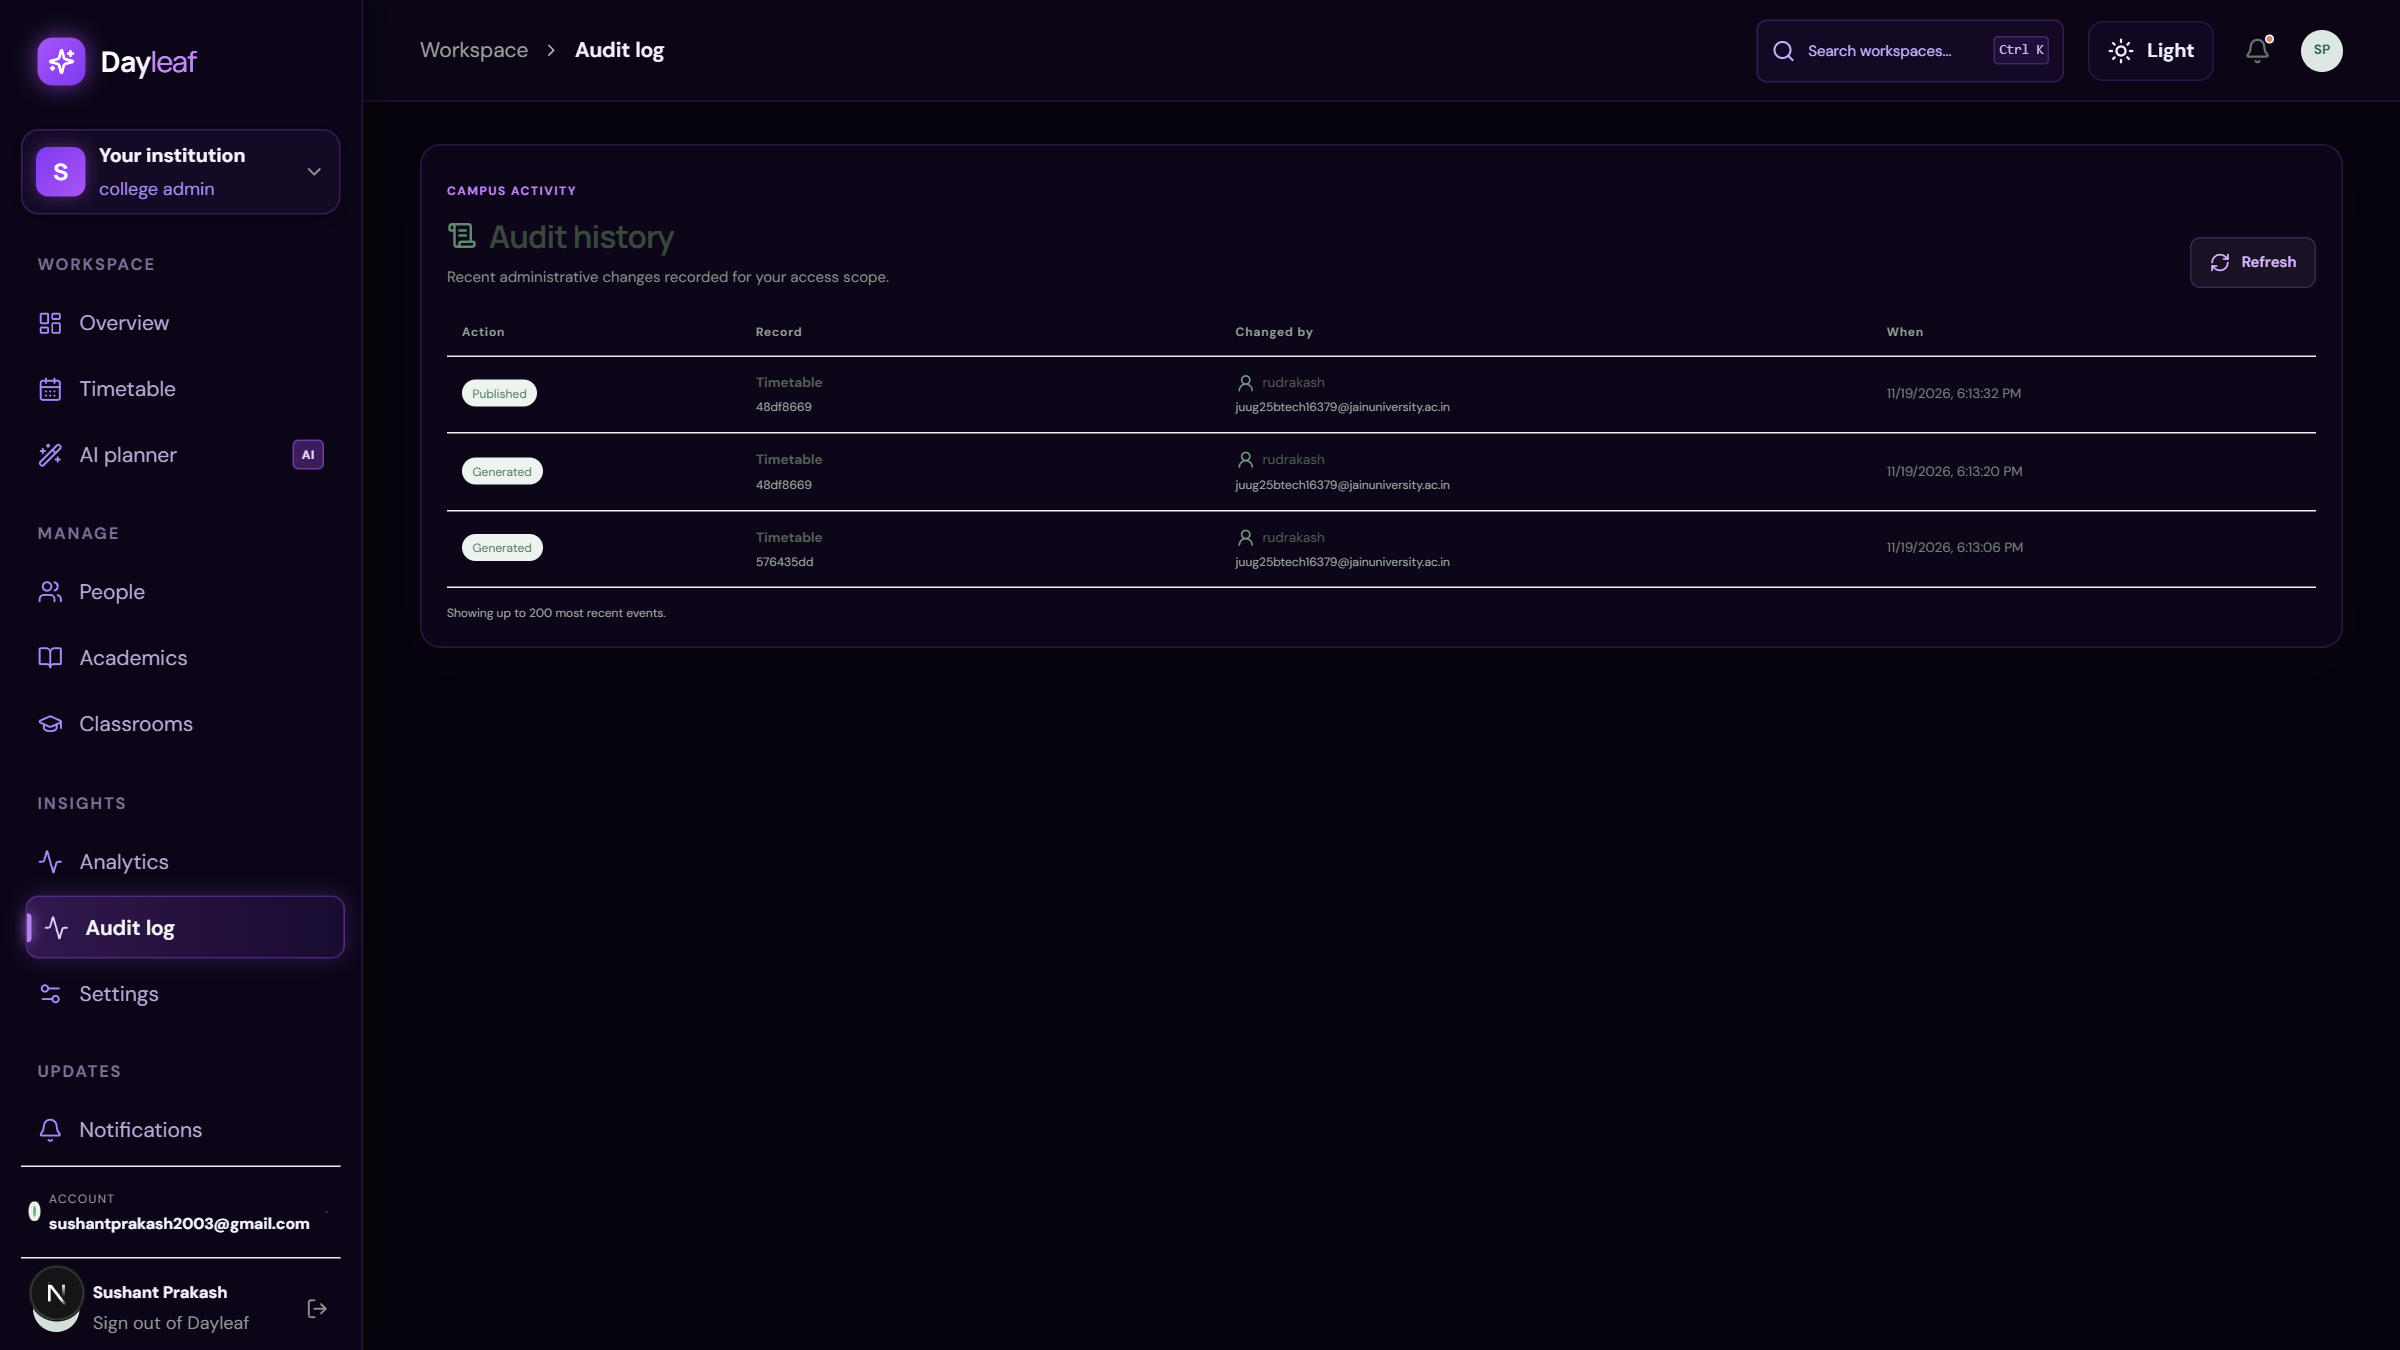 Dayleaf
S
Your institution
college admin
WORKSPACE
Overview
Timetable
AI planner
AI
MANAGE
People
Academics
Classrooms
INSIGHTS
Analytics
Audit log
Settings
UPDATES
Notifications
ACCOUNT
sushantprakash2003@gmail.com
N
Sushant Prakash
Sign out of Dayleaf
Workspace > Audit log
Search workspaces...
Ctrl K
Light
SP
CAMPUS ACTIVITY
Audit history
Recent administrative changes recorded for your access scope.
Refresh
Action Record Changed by When
Published Timetable rudrakash 11/19/2026, 6:13:32 PM
48df8669 juug25btech16379@jainuniversity.ac.in
Generated Timetable rudrakash 11/19/2026, 6:13:20 PM
48df8669 juug25btech16379@jainuniversity.ac.in
Generated Timetable rudrakash 11/19/2026, 6:13:06 PM
576435dd juug25btech16379@jainuniversity.ac.in
Showing up to 200 most recent events.